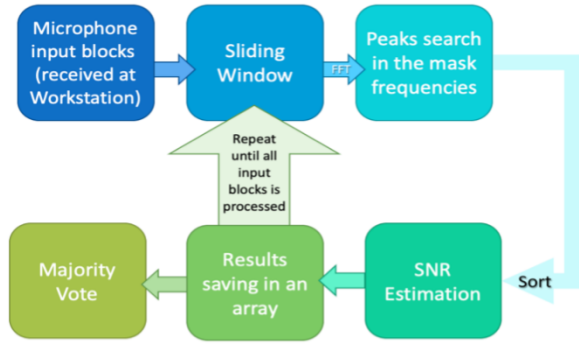 Microphone
input blocks
(received at
Workstation)
Sliding
Window
FFT
Peaks search
in the mask
frequencies
Repeat
until all
input
blocks is
processed
Sort
SNR
Estimation
Results
saving in an
array
Majority
Vote